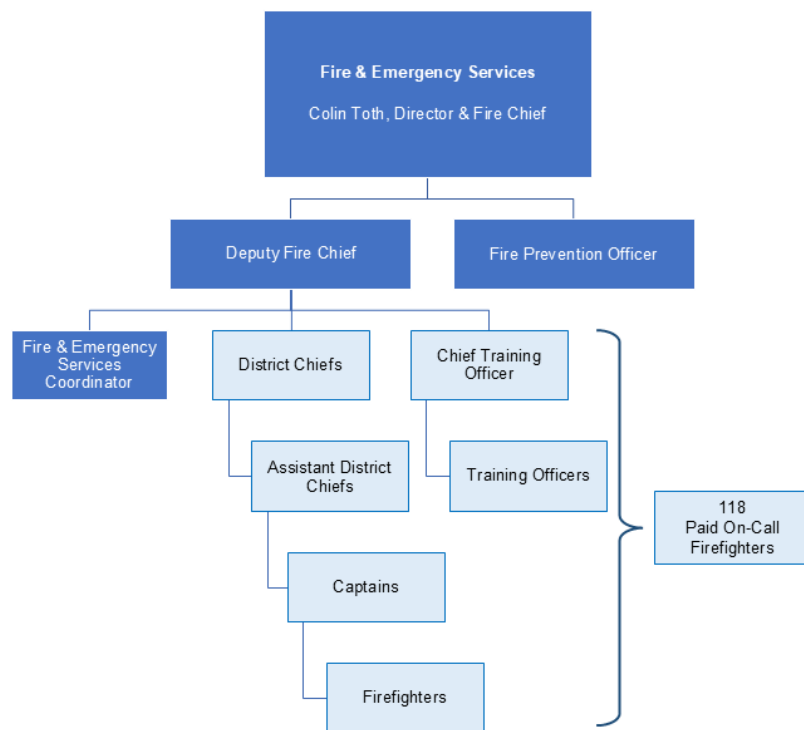 Fire & Emergency Services
Colin Toth, Director & Fire Chief
Deputy Fire Chief
Fire Prevention Officer
Fire & Emergency
Services
Coordinator
District Chiefs
Chief Training
Officer
Assistant District
Chiefs
Training Officers
118
Paid On-Call
Firefighters
Captains
Firefighters